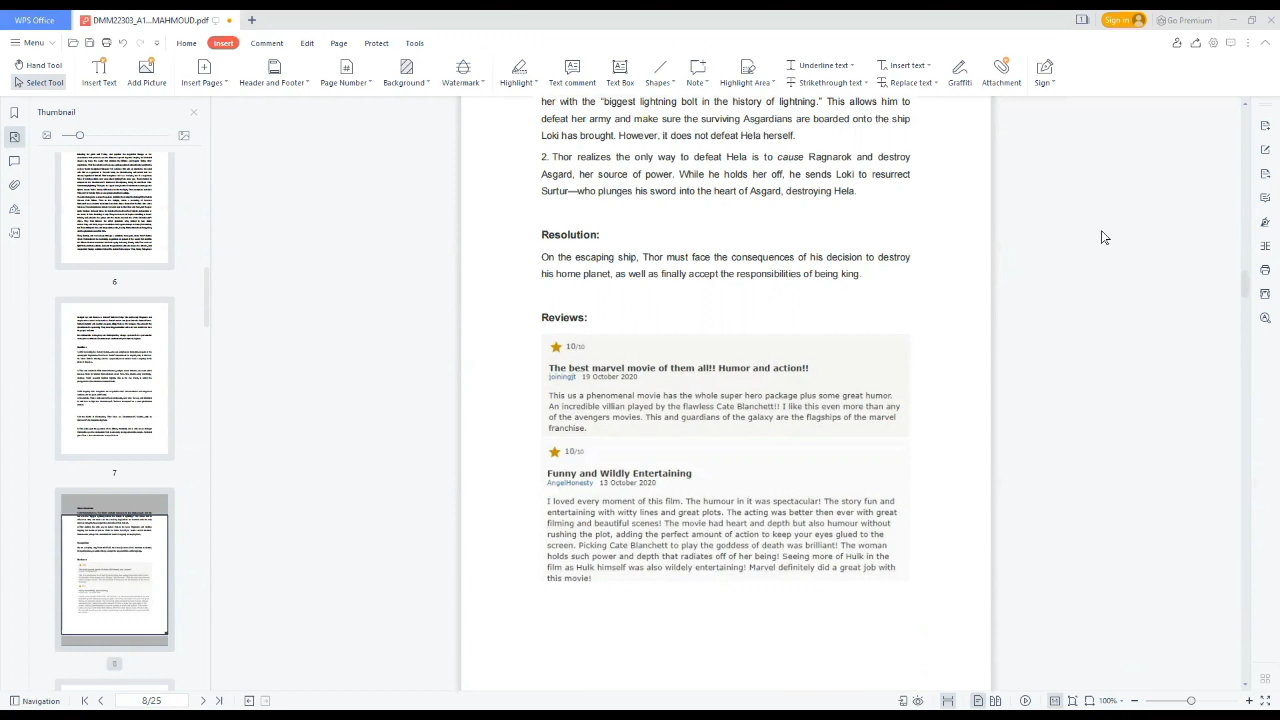 WPS Office
DMM22303_A1...MAHMOUD.pdf
Sign in
Go Premium
Menu
Home
Insert
Comment
Edit
Page
Protect
Tools
Hand Tool
Select Tool
Insert Text
Add Picture
Insert Pages
Header and Footer
Page Number
Background
Watermark
Highlight
Text comment
Text Box
Shapes
Note
Highlight Area
Underline text
Strikethrough text
Insert text
Replace text
Graffiti
Attachment
Sign
Thumbnail
6
7
8
her with the “biggest lightning bolt in the history of lightning.” This allows him to
defeat her army and make sure the surviving Asgardians are boarded onto the ship
Loki has brought. However, it does not defeat Hela herself.
2. Thor realizes the only way to defeat Hela is to cause Ragnarok and destroy
Asgard, her source of power. While he holds her off, he sends Loki to resurrect
Surtur—who plunges his sword into the heart of Asgard, destroying Hela.
Resolution:
On the escaping ship, Thor must face the consequences of his decision to destroy
his home planet, as well as finally accept the responsibilities of being king.
Reviews:
10/10
The best marvel movie of them all!! Humor and action!!
joiningjt 19 October 2020
This us a phenomenal movie has the whole super hero package plus some great humor.
An incredible villian played by the flawless Cate Blanchett!! I like this even more than any
of the avengers movies. This and guardians of the galaxy are the flagships of the marvel
franchise.
10/10
Funny and Wildly Entertaining
AngelHonesty 13 October 2020
I loved every moment of this film. The humour in it was spectacular! The story fun and
entertaining with witty lines and great plots. The acting was better then ever with great
filming and beautiful scenes! The movie had heart and depth but also humour without
rushing the plot, adding the perfect amount of action to keep your eyes glued to the
screen. Picking Cate Blanchett to play the goddess of death was brilliant! The woman
holds such power and depth that radiates off of her being! Seeing more of Hulk in the
film as Hulk himself was also wildely entertaining! Marvel definitely did a great job with
this movie!
Navigation
8/25
100%